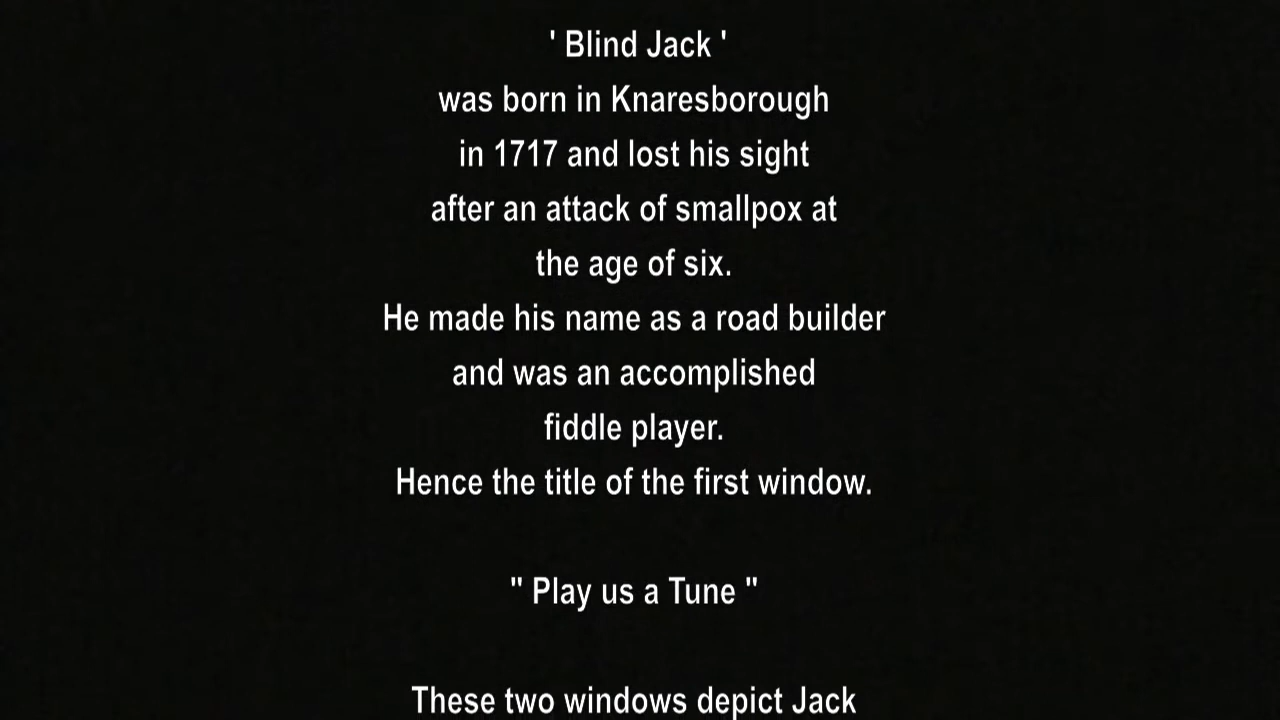 ' Blind Jack '
was born in Knaresborough
in 1717 and lost his sight
after an attack of smallpox at
the age of six.
He made his name as a road builder
and was an accomplished
fiddle player.
Hence the title of the first window.
" Play us a Tune "
These two windows depict Jack